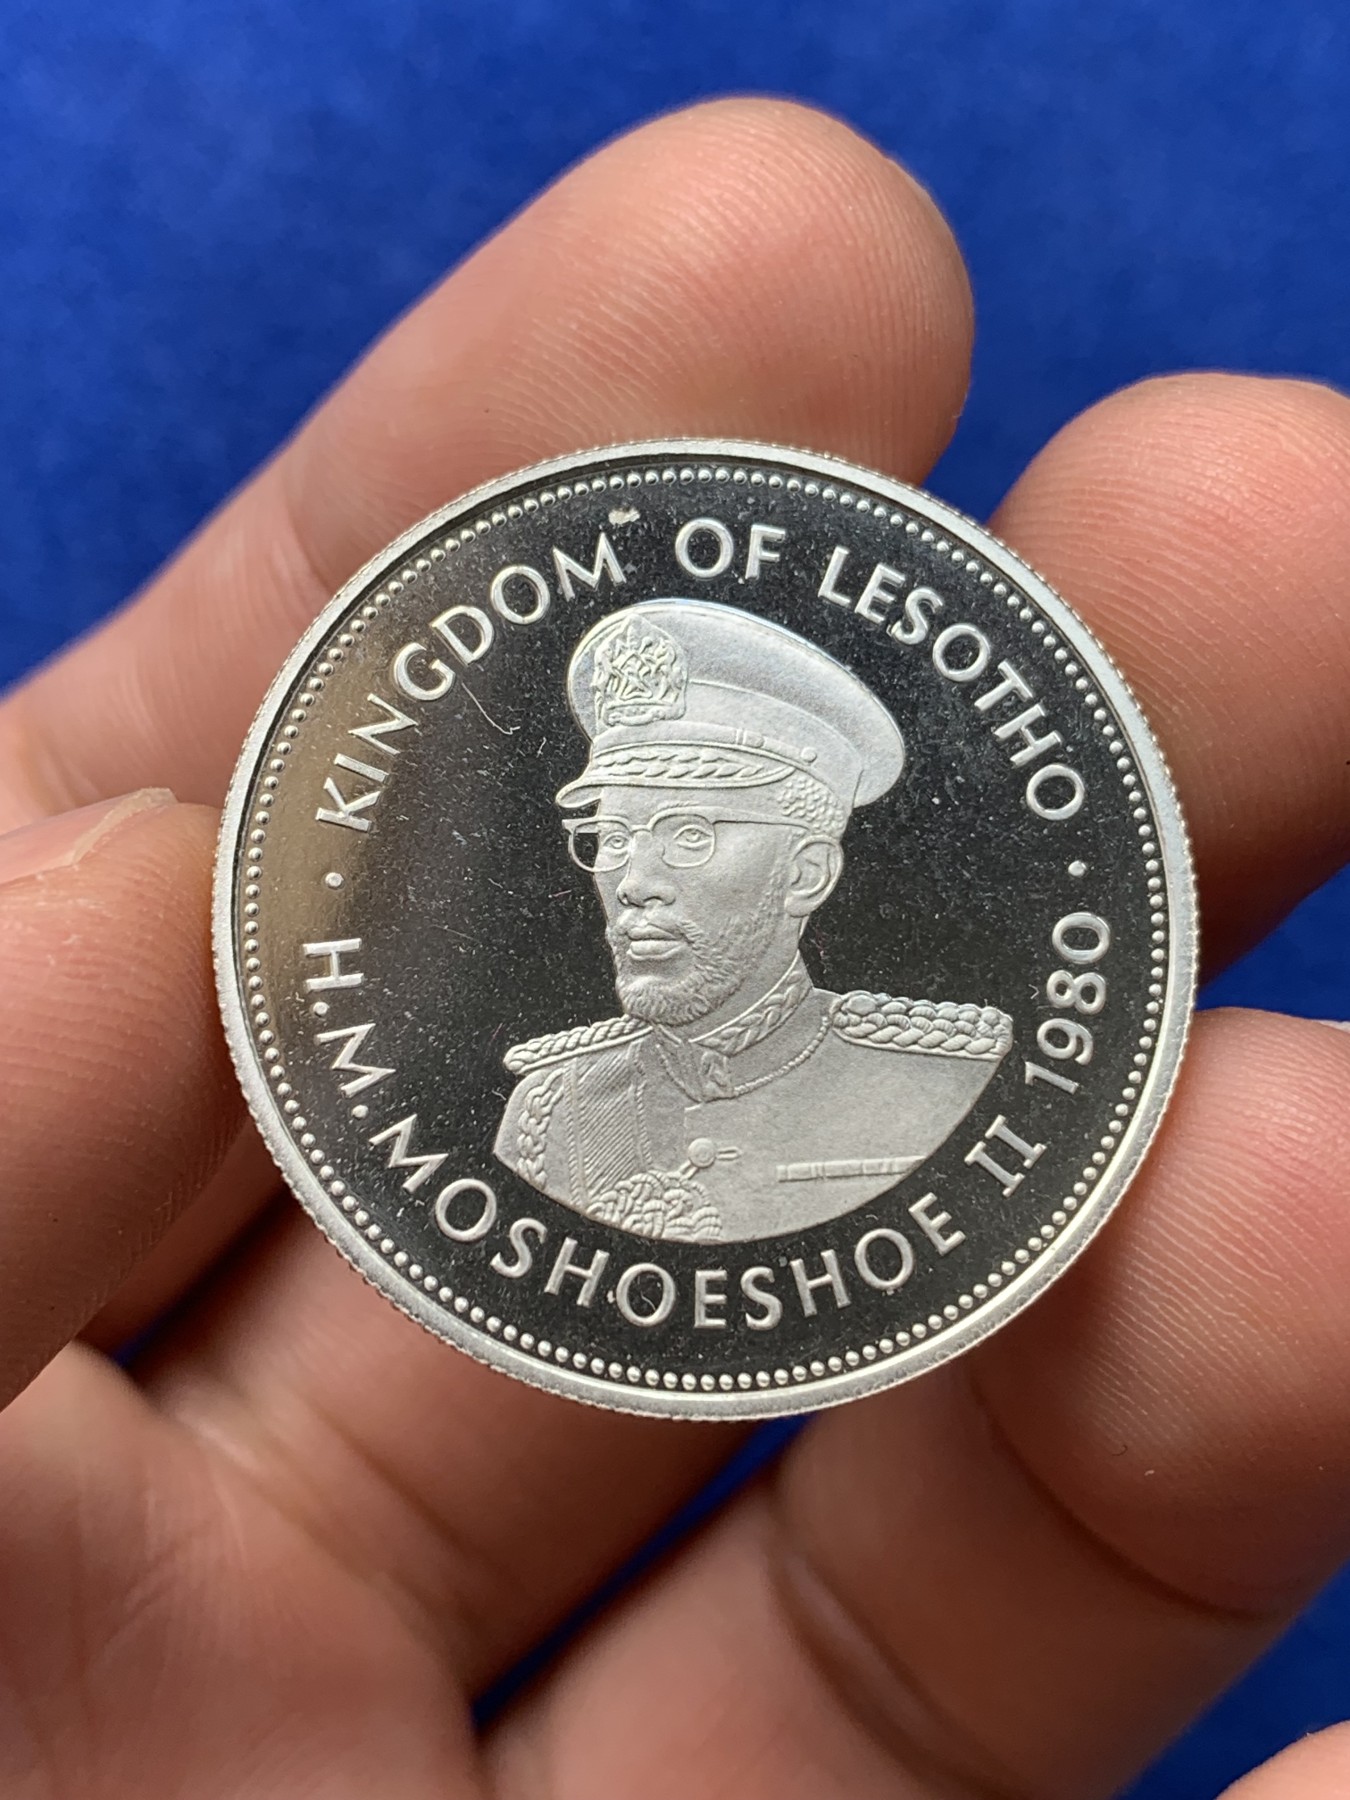 · KINGDOM OF LESOTHO ·
H.M. MOSHOESHOE II 1980